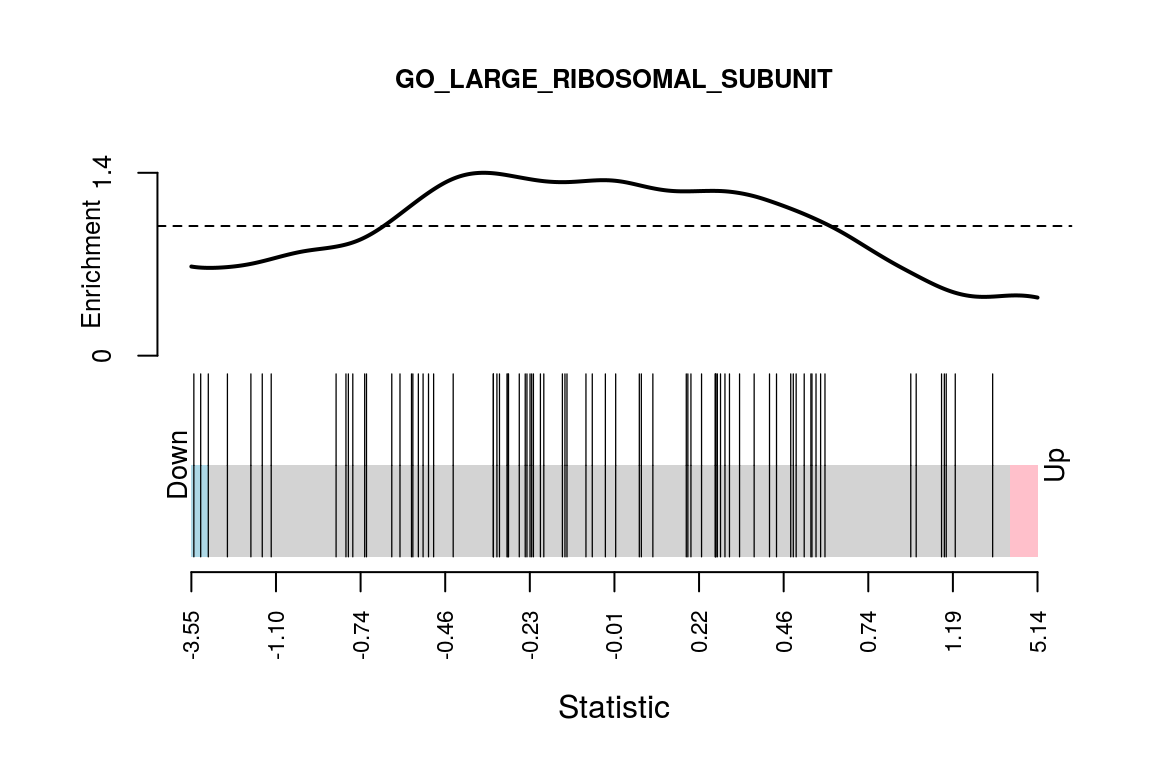 GO_LARGE_RIBOSOMAL_SUBUNIT
1.4
Enrichment
0
Down
Up
-3.55
-1.10
-0.74
-0.46
-0.23
-0.01
0.22
0.46
0.74
1.19
5.14
Statistic